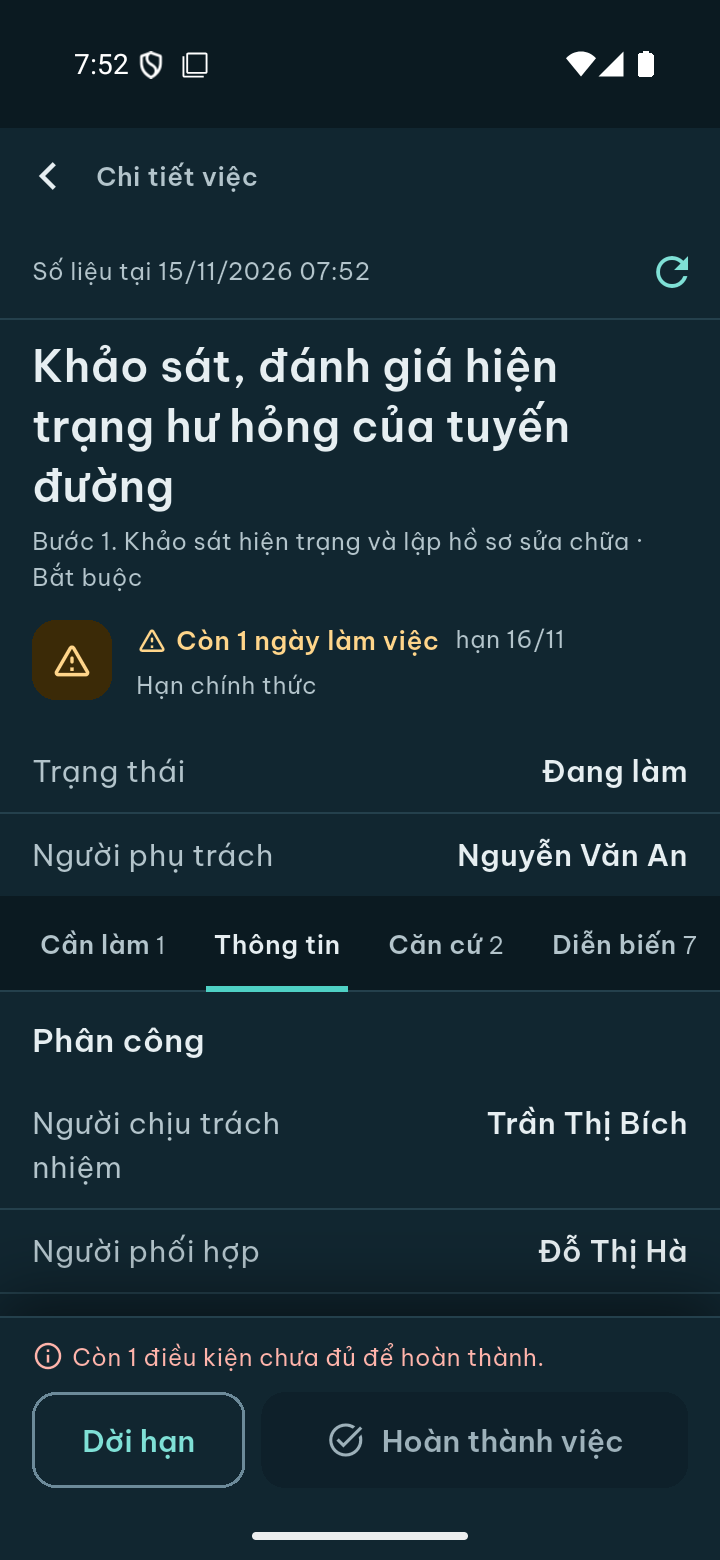 7:52
Chi tiết việc
Số liệu tại 15/11/2026 07:52
Khảo sát, đánh giá hiện
trạng hư hỏng của tuyến
đường
Bước 1. Khảo sát hiện trạng và lập hồ sơ sửa chữa ·
Bắt buộc
Còn 1 ngày làm việc hạn 16/11
Hạn chính thức
Trạng thái Đang làm
Người phụ trách Nguyễn Văn An
Cần làm 1 Thông tin Căn cứ 2 Diễn biến 7
Phân công
Người chịu trách Trần Thị Bích
nhiệm
Người phối hợp Đỗ Thị Hà
Còn 1 điều kiện chưa đủ để hoàn thành.
Dời hạn Hoàn thành việc